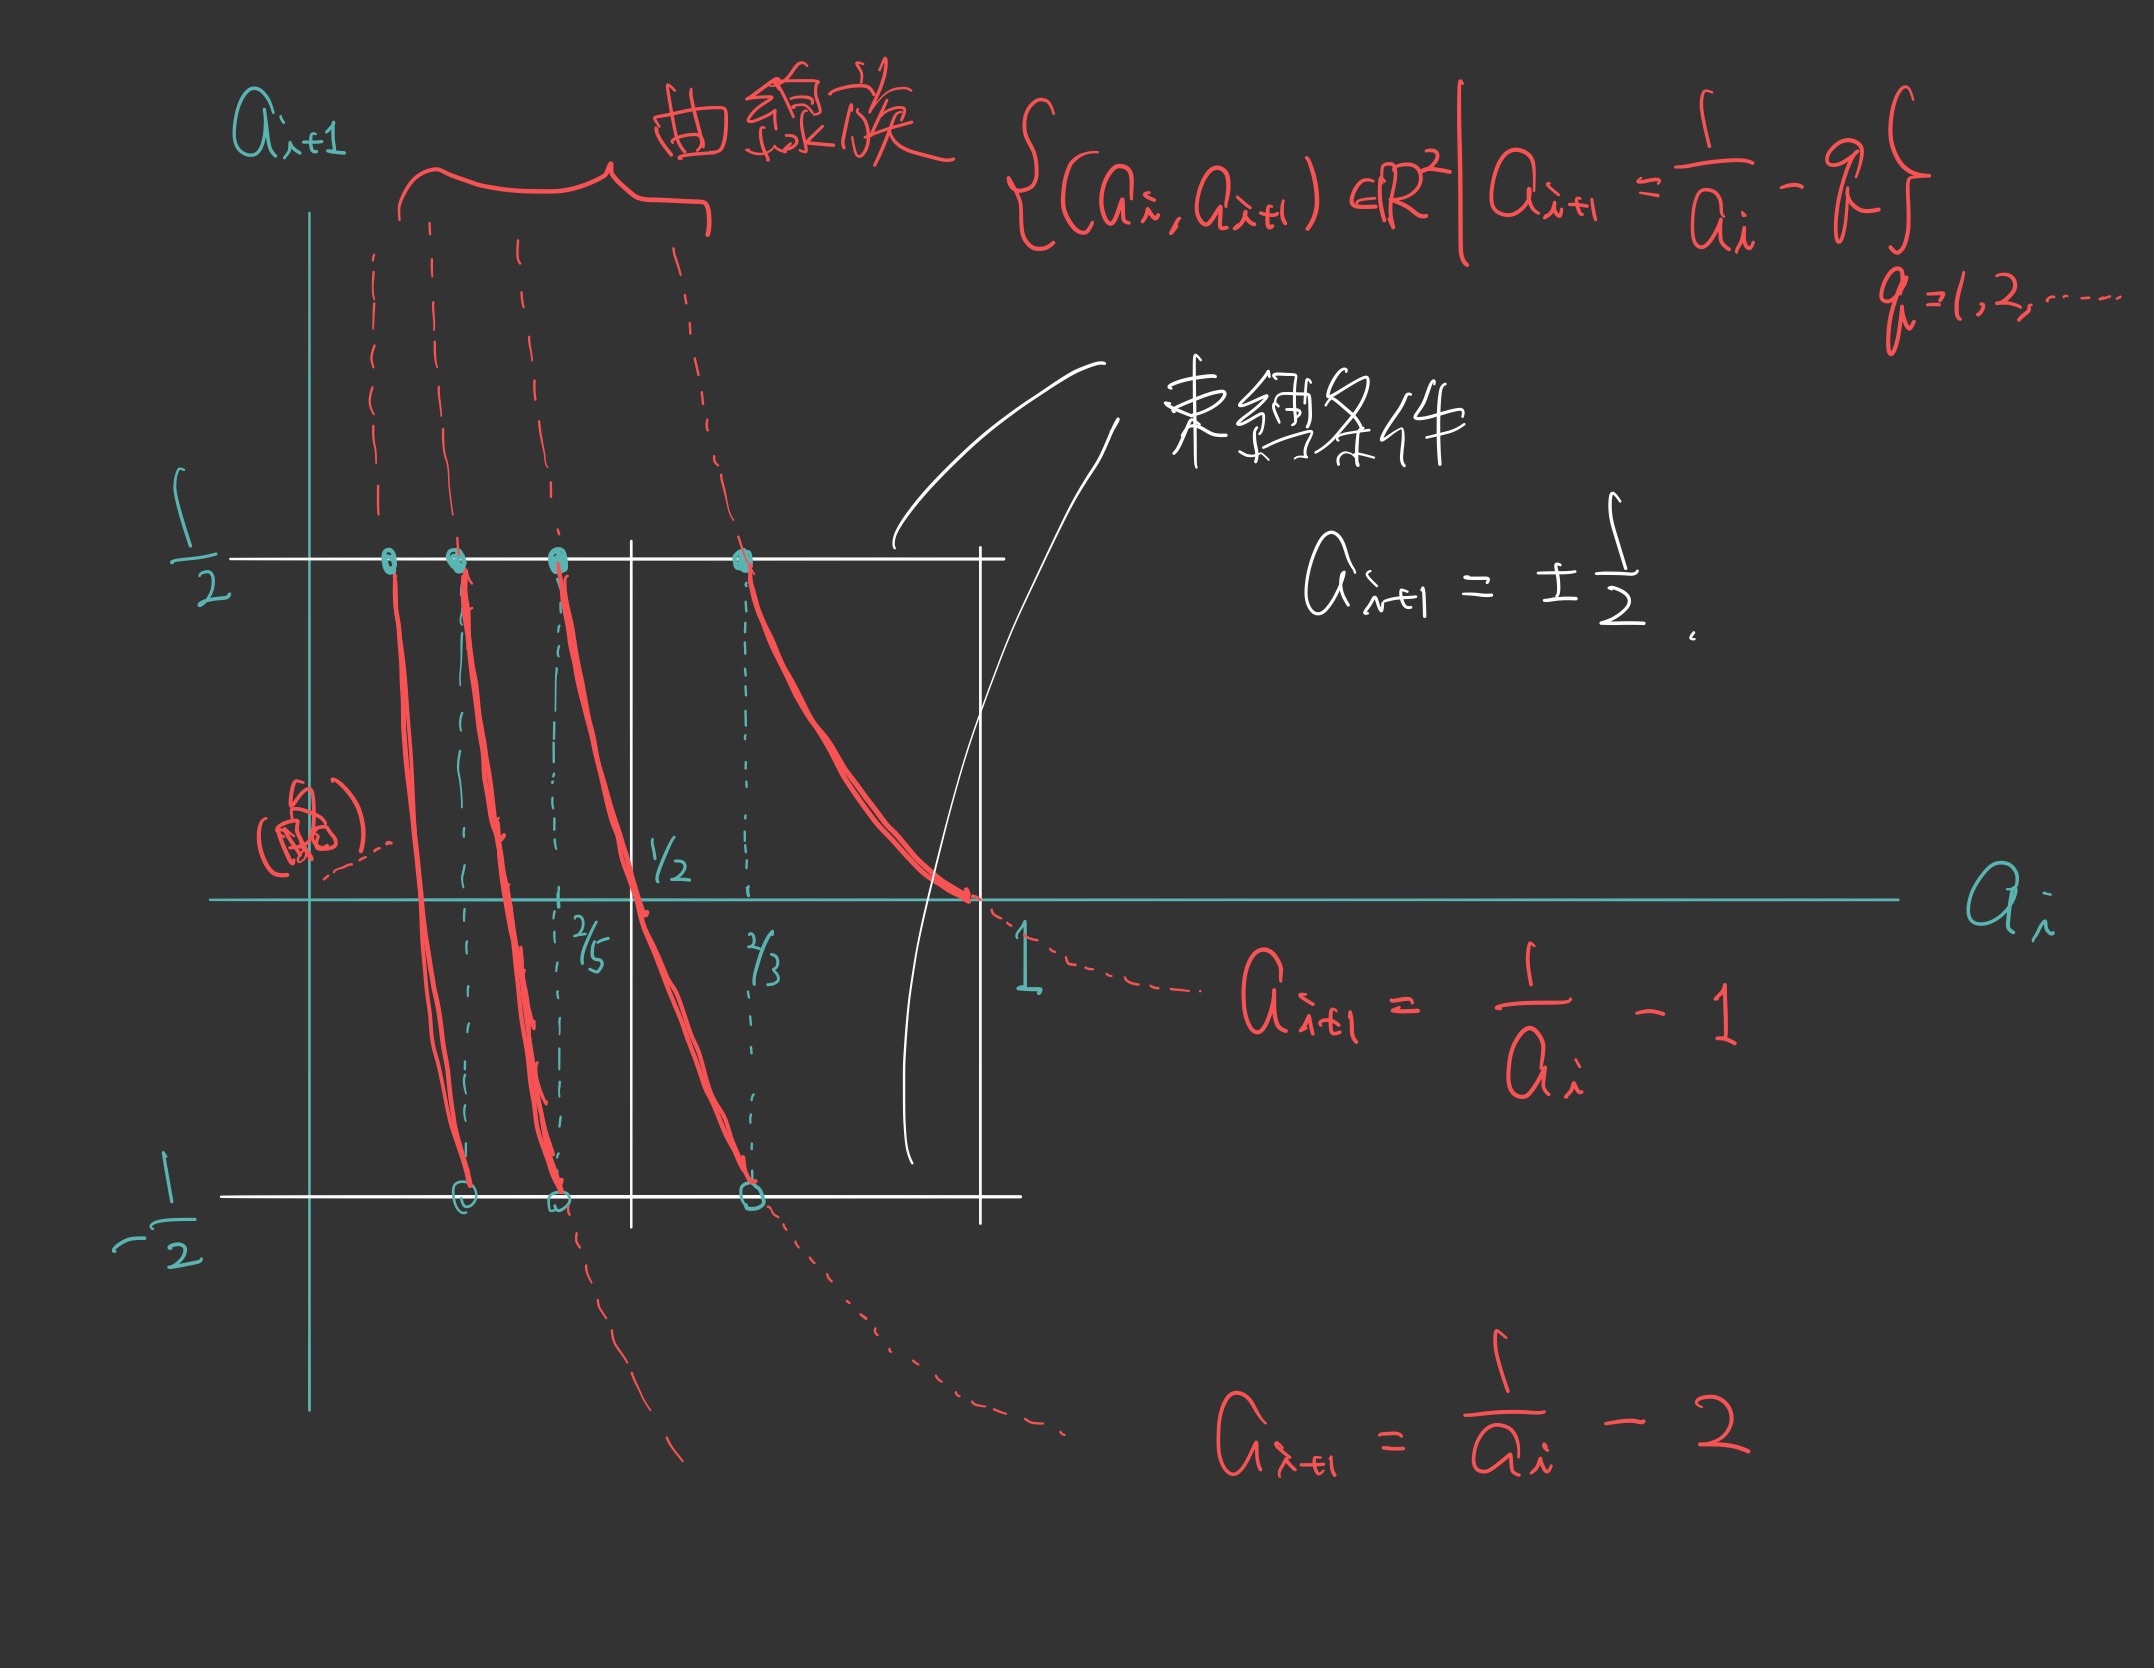 a_{i+1}
曲線族 {(a_i, a_{i+1}) ∈ R² | a_{i+1} = 1/a_i - q}
q = 1, 2, ……
束縛条件
a_{i+1} = ± 1/2 .
1/2
1/2
2/5
2/3
1
a_i
a_{i+1} = 1/a_i - 1
-1/2
a_{i+1} = 1/a_i - 2